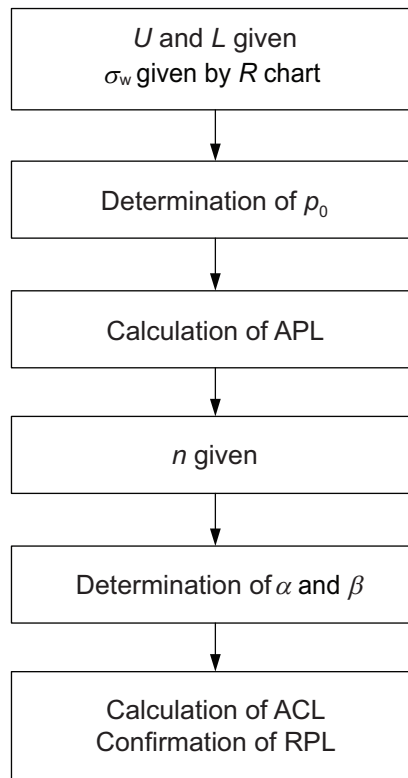 U and L given
σw given by R chart
Determination of p0
Calculation of APL
n given
Determination of α and β
Calculation of ACL
Confirmation of RPL